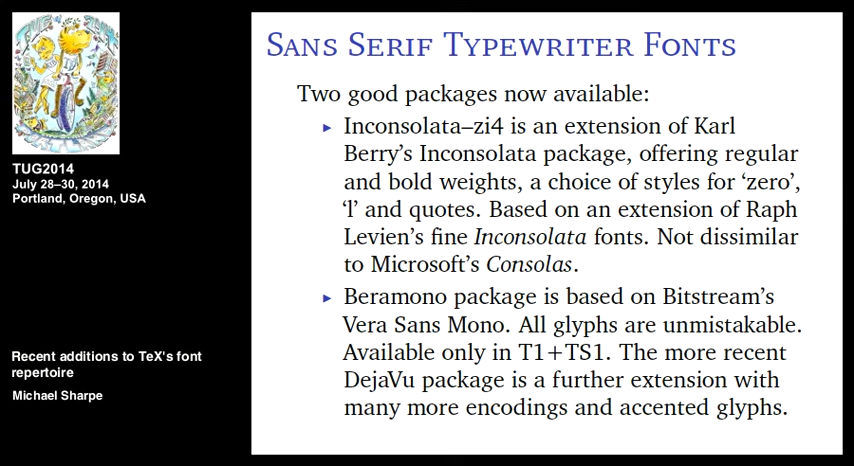 TUG2014
July 28–30, 2014
Portland, Oregon, USA
Recent additions to TeX's font
repertoire
Michael Sharpe
Sans Serif Typewriter Fonts
Two good packages now available:
▸ Inconsolata–zi4 is an extension of Karl
Berry’s Inconsolata package, offering regular
and bold weights, a choice of styles for ‘zero’,
‘l’ and quotes. Based on an extension of Raph
Levien’s fine Inconsolata fonts. Not dissimilar
to Microsoft’s Consolas.
▸ Beramono package is based on Bitstream’s
Vera Sans Mono. All glyphs are unmistakable.
Available only in T1+TS1. The more recent
DejaVu package is a further extension with
many more encodings and accented glyphs.